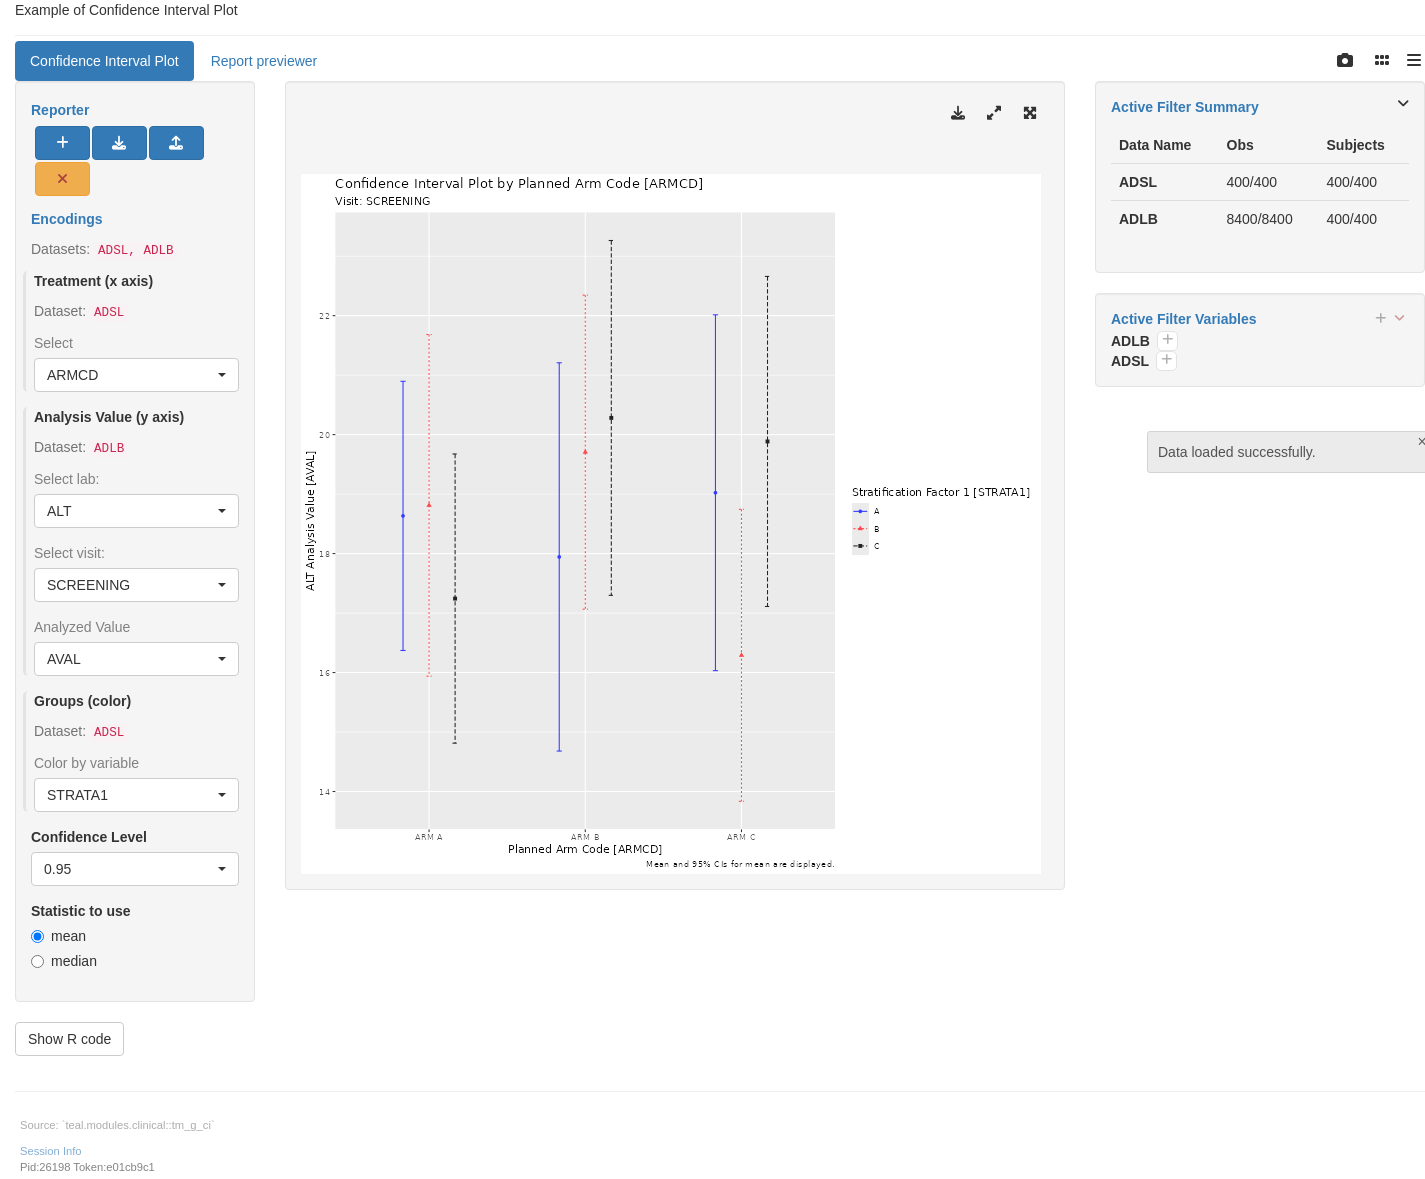 Example of Confidence Interval Plot
Confidence Interval Plot
Report previewer
Reporter
Encodings
Datasets: ADSL, ADLB
Treatment (x axis)
Dataset: ADSL
Select
ARMCD
Analysis Value (y axis)
Dataset: ADLB
Select lab:
ALT
Select visit:
SCREENING
Analyzed Value
AVAL
Groups (color)
Dataset: ADSL
Color by variable
STRATA1
Confidence Level
0.95
Statistic to use
mean
median
Show R code
Confidence Interval Plot by Planned Arm Code [ARMCD]
Visit: SCREENING
ALT Analysis Value [AVAL]
22
20
18
16
14
ARM A
ARM B
ARM C
Planned Arm Code [ARMCD]
Mean and 95% CIs for mean are displayed.
Stratification Factor 1 [STRATA1]
A
B
C
Active Filter Summary
Data Name Obs Subjects
ADSL 400/400 400/400
ADLB 8400/8400 400/400
Active Filter Variables
ADLB
ADSL
Data loaded successfully.
Source: `teal.modules.clinical::tm_g_ci`
Session Info
Pid:26198 Token:e01cb9c1